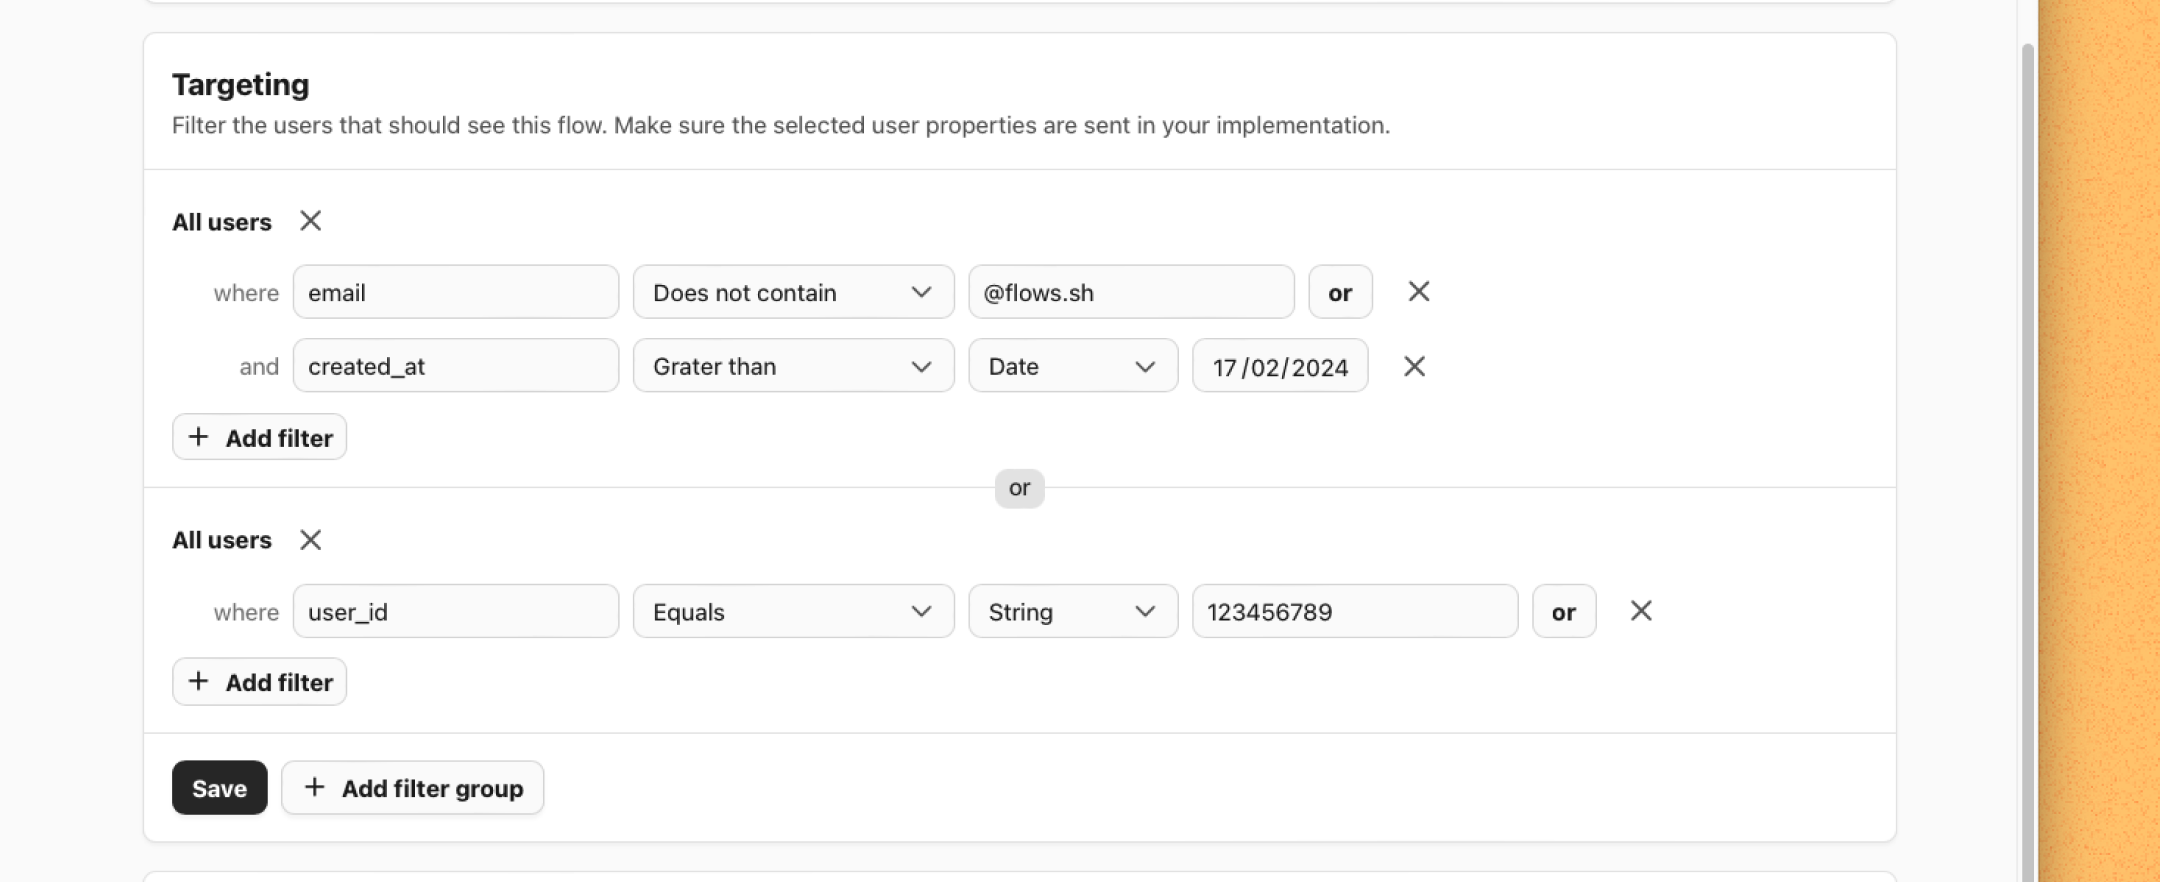 Targeting
Filter the users that should see this flow. Make sure the selected user properties are sent in your implementation.
All users
where email Does not contain @flows.sh or
and created_at Grater than Date 17/02/2024
+ Add filter
or
All users
where user_id Equals String 123456789 or
+ Add filter
Save + Add filter group